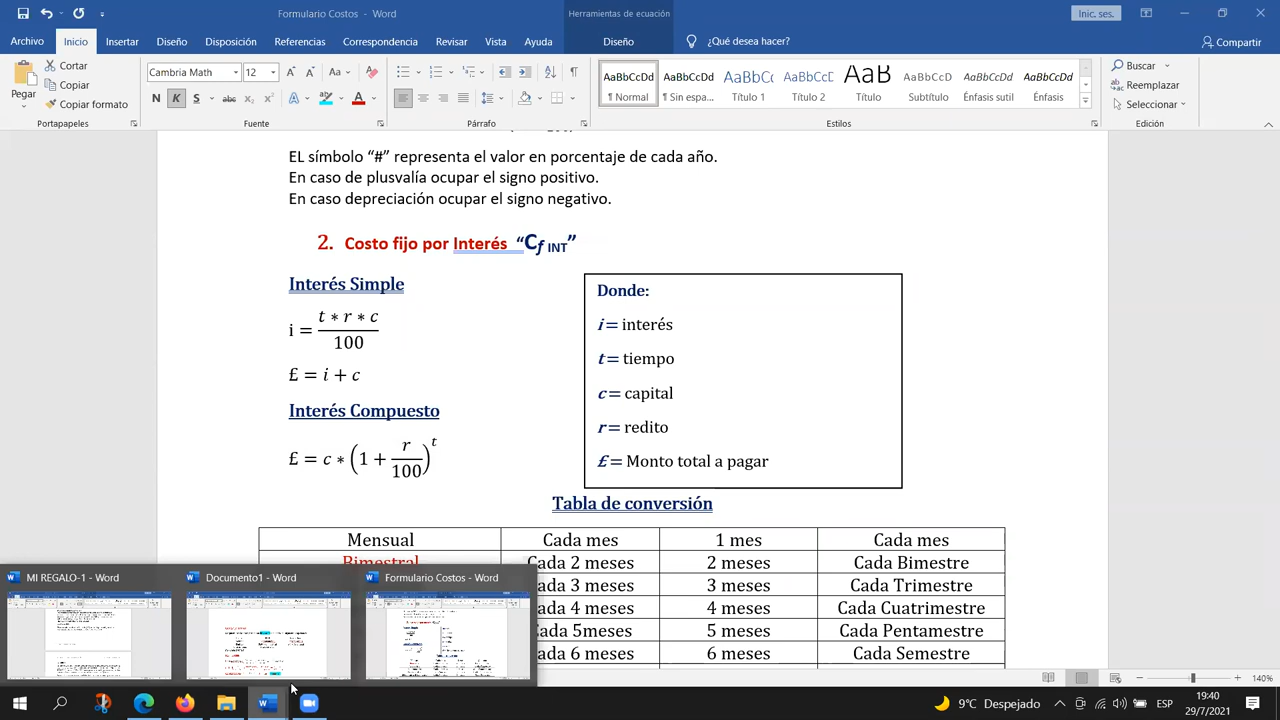 Formulario Costos - Word
Herramientas de ecuación
Inic. ses.
Archivo Inicio Insertar Diseño Disposición Referencias Correspondencia Revisar Vista Ayuda Diseño ¿Qué desea hacer? Compartir
Pegar
Cortar
Copiar
Copiar formato
Portapapeles
Cambria Math 12
Aa
N K S abc x₂ x²
Fuente
Párrafo
AaBbCcDd AaBbCcDd AaBbCc AaBbCcD AaB AaBbCcD AaBbCcDd AaBbCcDd
¶ Normal ¶ Sin espa... Título 1 Título 2 Título Subtítulo Énfasis sutil Énfasis
Estilos
Buscar
Reemplazar
Seleccionar
Edición
EL símbolo “#” representa el valor en porcentaje de cada año.
En caso de plusvalía ocupar el signo positivo.
En caso depreciación ocupar el signo negativo.
2. Costo fijo por Interés “Cf INT”
Interés Simple
i = t ∗ r ∗ c / 100
£ = i + c
Interés Compuesto
£ = c ∗ (1 + r/100)^t
Donde:
i= interés
t= tiempo
c= capital
r= redito
£= Monto total a pagar
Tabla de conversión
Mensual Cada mes 1 mes Cada mes
Bimestral Cada 2 meses 2 meses Cada Bimestre
ada 3 meses 3 meses Cada Trimestre
ada 4 meses 4 meses Cada Cuatrimestre
ada 5meses 5 meses Cada Pentamestre
ada 6 meses 6 meses Cada Semestre
MI REGALO-1 - Word
Documento1 - Word
Formulario Costos - Word
140%
9°C Despejado
ESP
19:40
29/7/2021